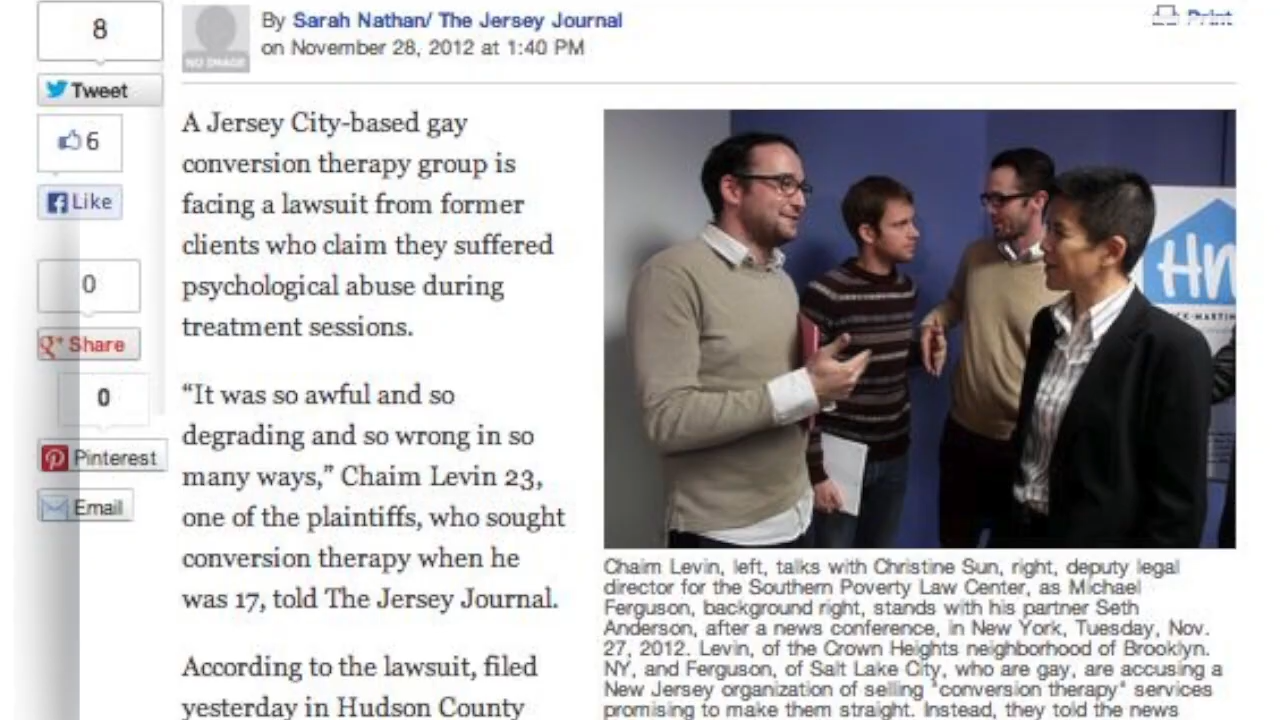 8
By Sarah Nathan/ The Jersey Journal
on November 28, 2012 at 1:40 PM
NO IMAGE
Print
Tweet
6
Like
0
Share
0
Pinterest
Email
A Jersey City-based gay
conversion therapy group is
facing a lawsuit from former
clients who claim they suffered
psychological abuse during
treatment sessions.
“It was so awful and so
degrading and so wrong in so
many ways,” Chaim Levin 23,
one of the plaintiffs, who sought
conversion therapy when he
was 17, told The Jersey Journal.
According to the lawsuit, filed
yesterday in Hudson County
Chaim Levin, left, talks with Christine Sun, right, deputy legal
director for the Southern Poverty Law Center, as Michael
Ferguson, background right, stands with his partner Seth
Anderson, after a news conference, in New York, Tuesday, Nov.
27, 2012. Levin, of the Crown Heights neighborhood of Brooklyn.
NY, and Ferguson, of Salt Lake City, who are gay, are accusing a
New Jersey organization of selling "conversion therapy" services
promising to make them straight. Instead, they told the news